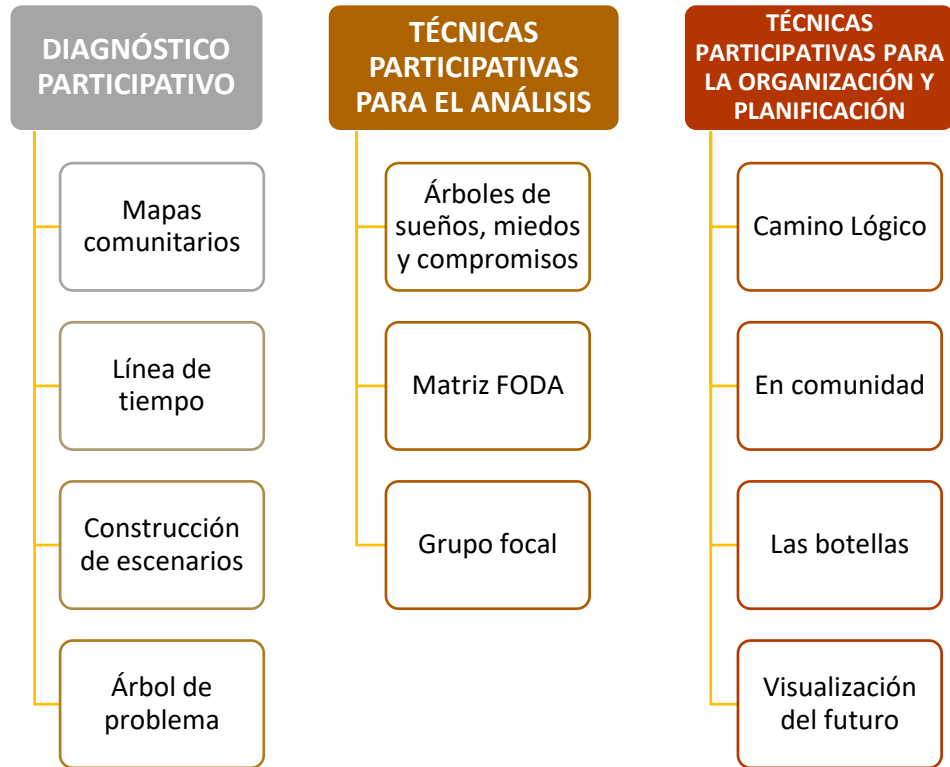 DIAGNÓSTICO
PARTICIPATIVO
Mapas
comunitarios
Línea de
tiempo
Construcción
de escenarios
Árbol de
problema
TÉCNICAS
PARTICIPATIVAS
PARA EL ANÁLISIS
Árboles de
sueños, miedos
y compromisos
Matriz FODA
Grupo focal
TÉCNICAS
PARTICIPATIVAS PARA
LA ORGANIZACIÓN Y
PLANIFICACIÓN
Camino Lógico
En comunidad
Las botellas
Visualización
del futuro